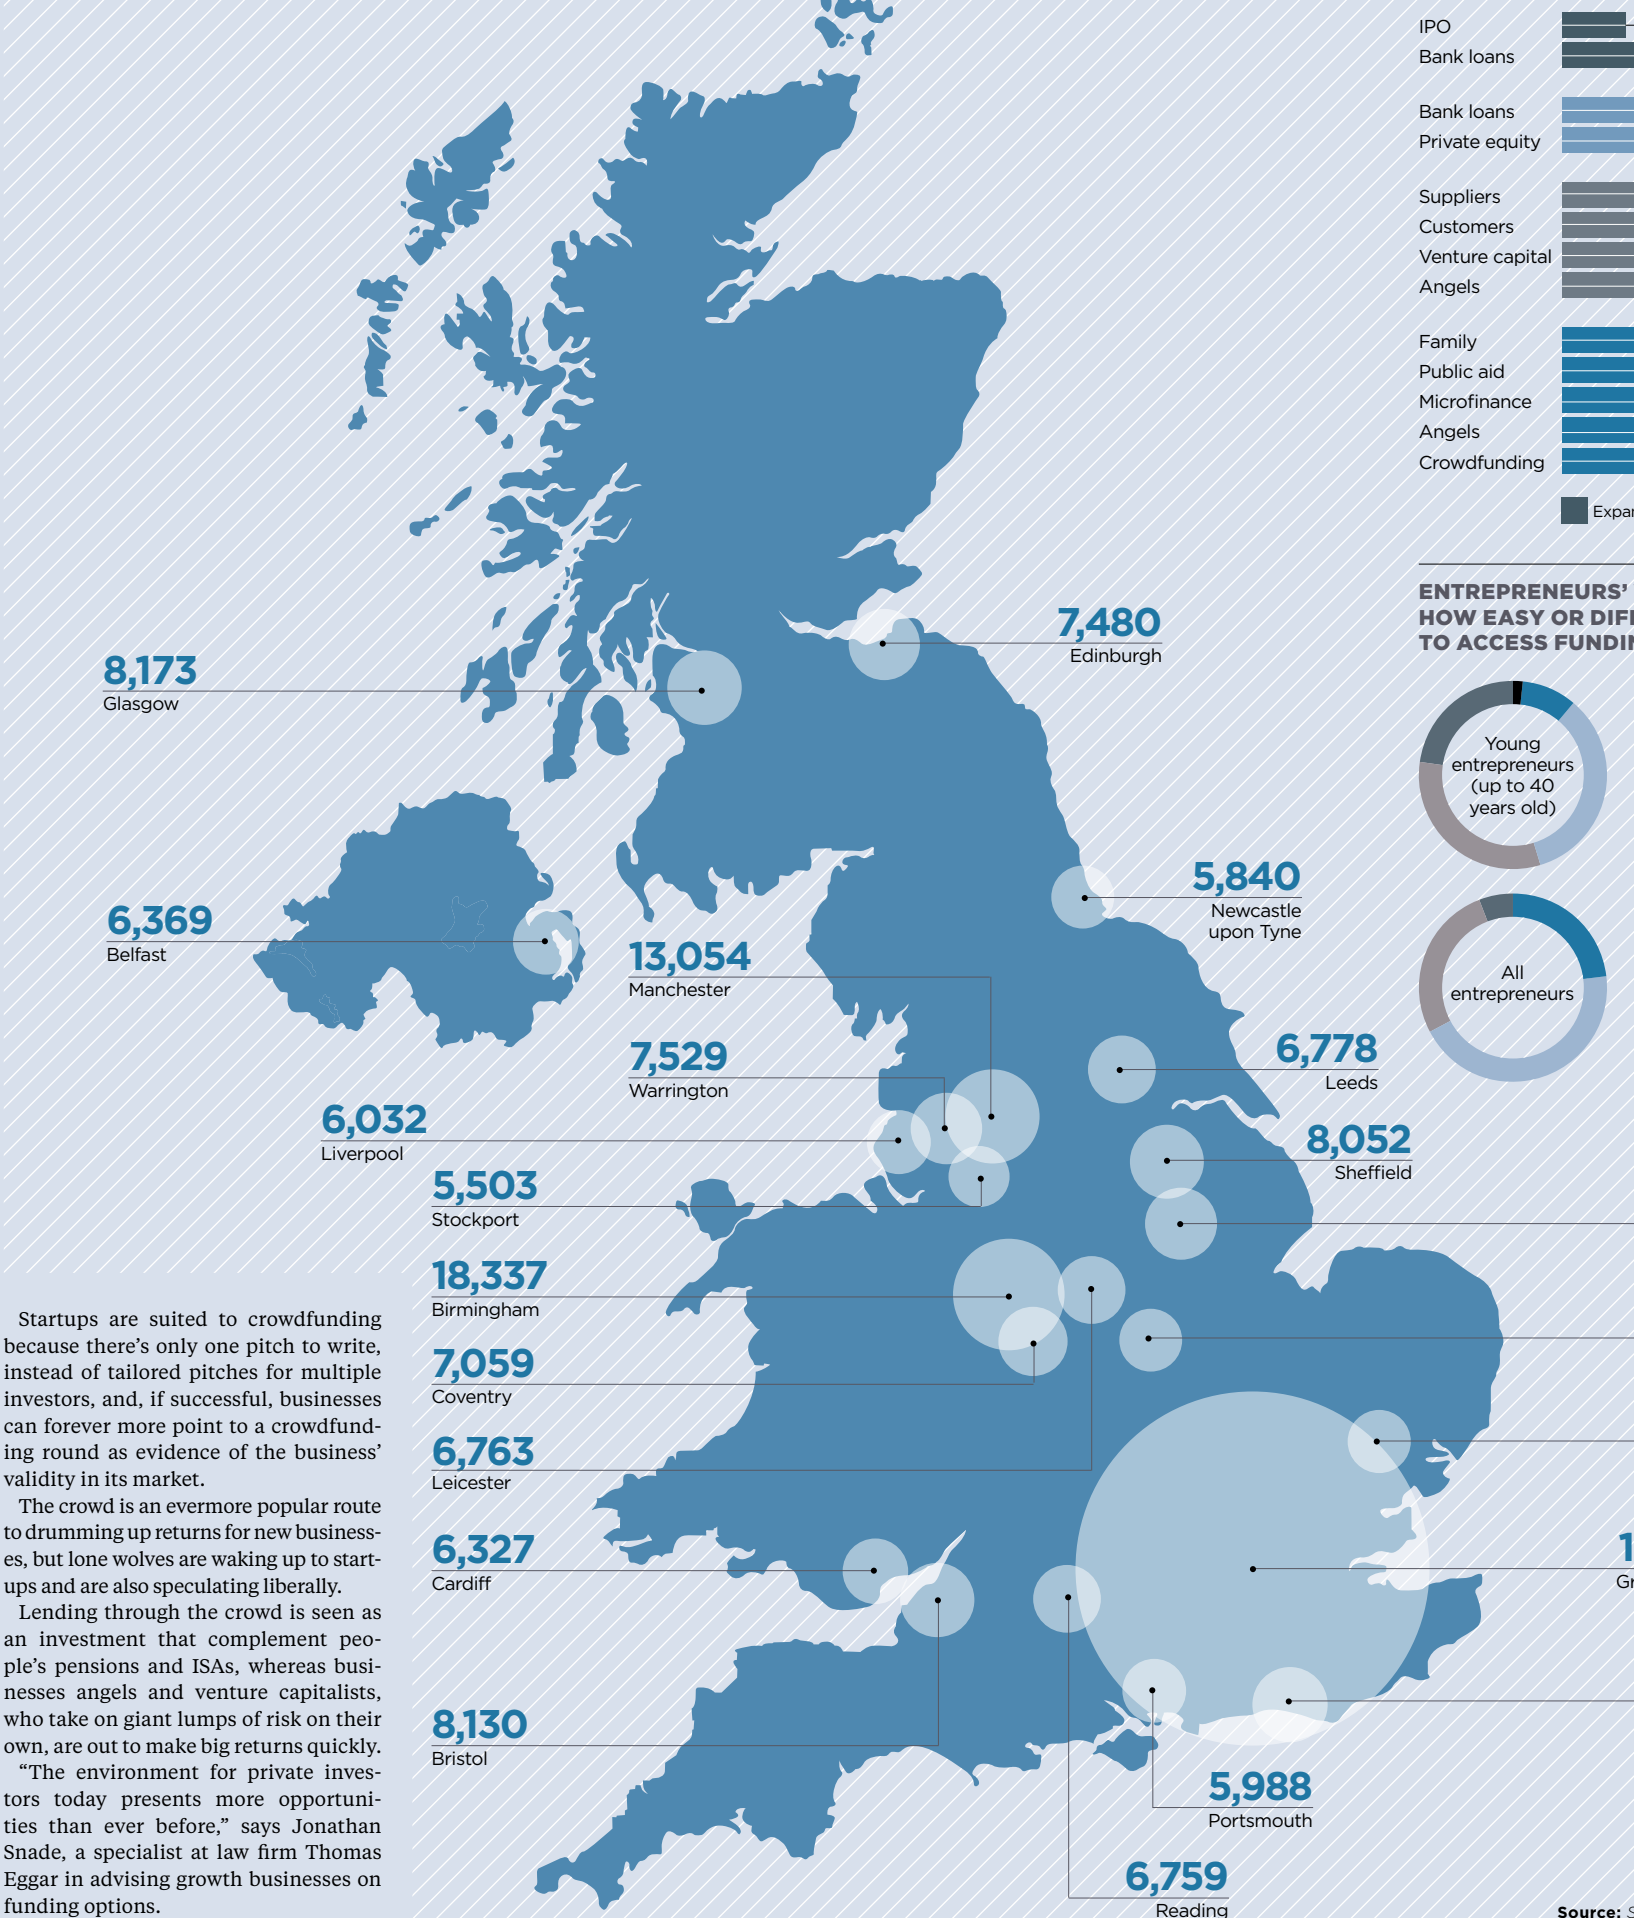 IPO
Bank loans
Bank loans
Private equity
Suppliers
Customers
Venture capital
Angels
Family
Public aid
Microfinance
Angels
Crowdfunding
ENTREPRENEURS’
HOW EASY OR
TO ACCESS
Young
entrepreneurs
(up to 40
years old)
All
entrepreneurs
7,480
Edinburgh
8,173
Glasgow
5,840
Newcastle
upon Tyne
6,369
Belfast
13,054
Manchester
7,529
Warrington
6,778
Leeds
6,032
Liverpool
8,052
Sheffield
5,503
Stockport
18,337
Birmingham
7,059
Coventry
6,763
Leicester
6,327
Cardiff
8,130
Bristol
5,988
Portsmouth
6,759
Reading
Startups are suited to crowdfunding
because there’s only one pitch to write,
instead of tailored pitches for multiple
investors, and, if successful, businesses
can forever more point to a crowdfund-
ing round as evidence of the business’
validity in its market.
The crowd is an evermore popular route
to drumming up returns for new business-
es, but lone wolves are waking up to start-
ups and are also speculating liberally.
Lending through the crowd is seen as
an investment that complement peo-
ple’s pensions and ISAs, whereas busi-
nesses angels and venture capitalists,
who take on giant lumps of risk on their
own, are out to make big returns quickly.
“The environment for private inves-
tors today presents more opportuni-
ties than ever before,” says Jonathan
Snade, a specialist at law firm Thomas
Eggar in advising growth businesses on
funding options.
Source: